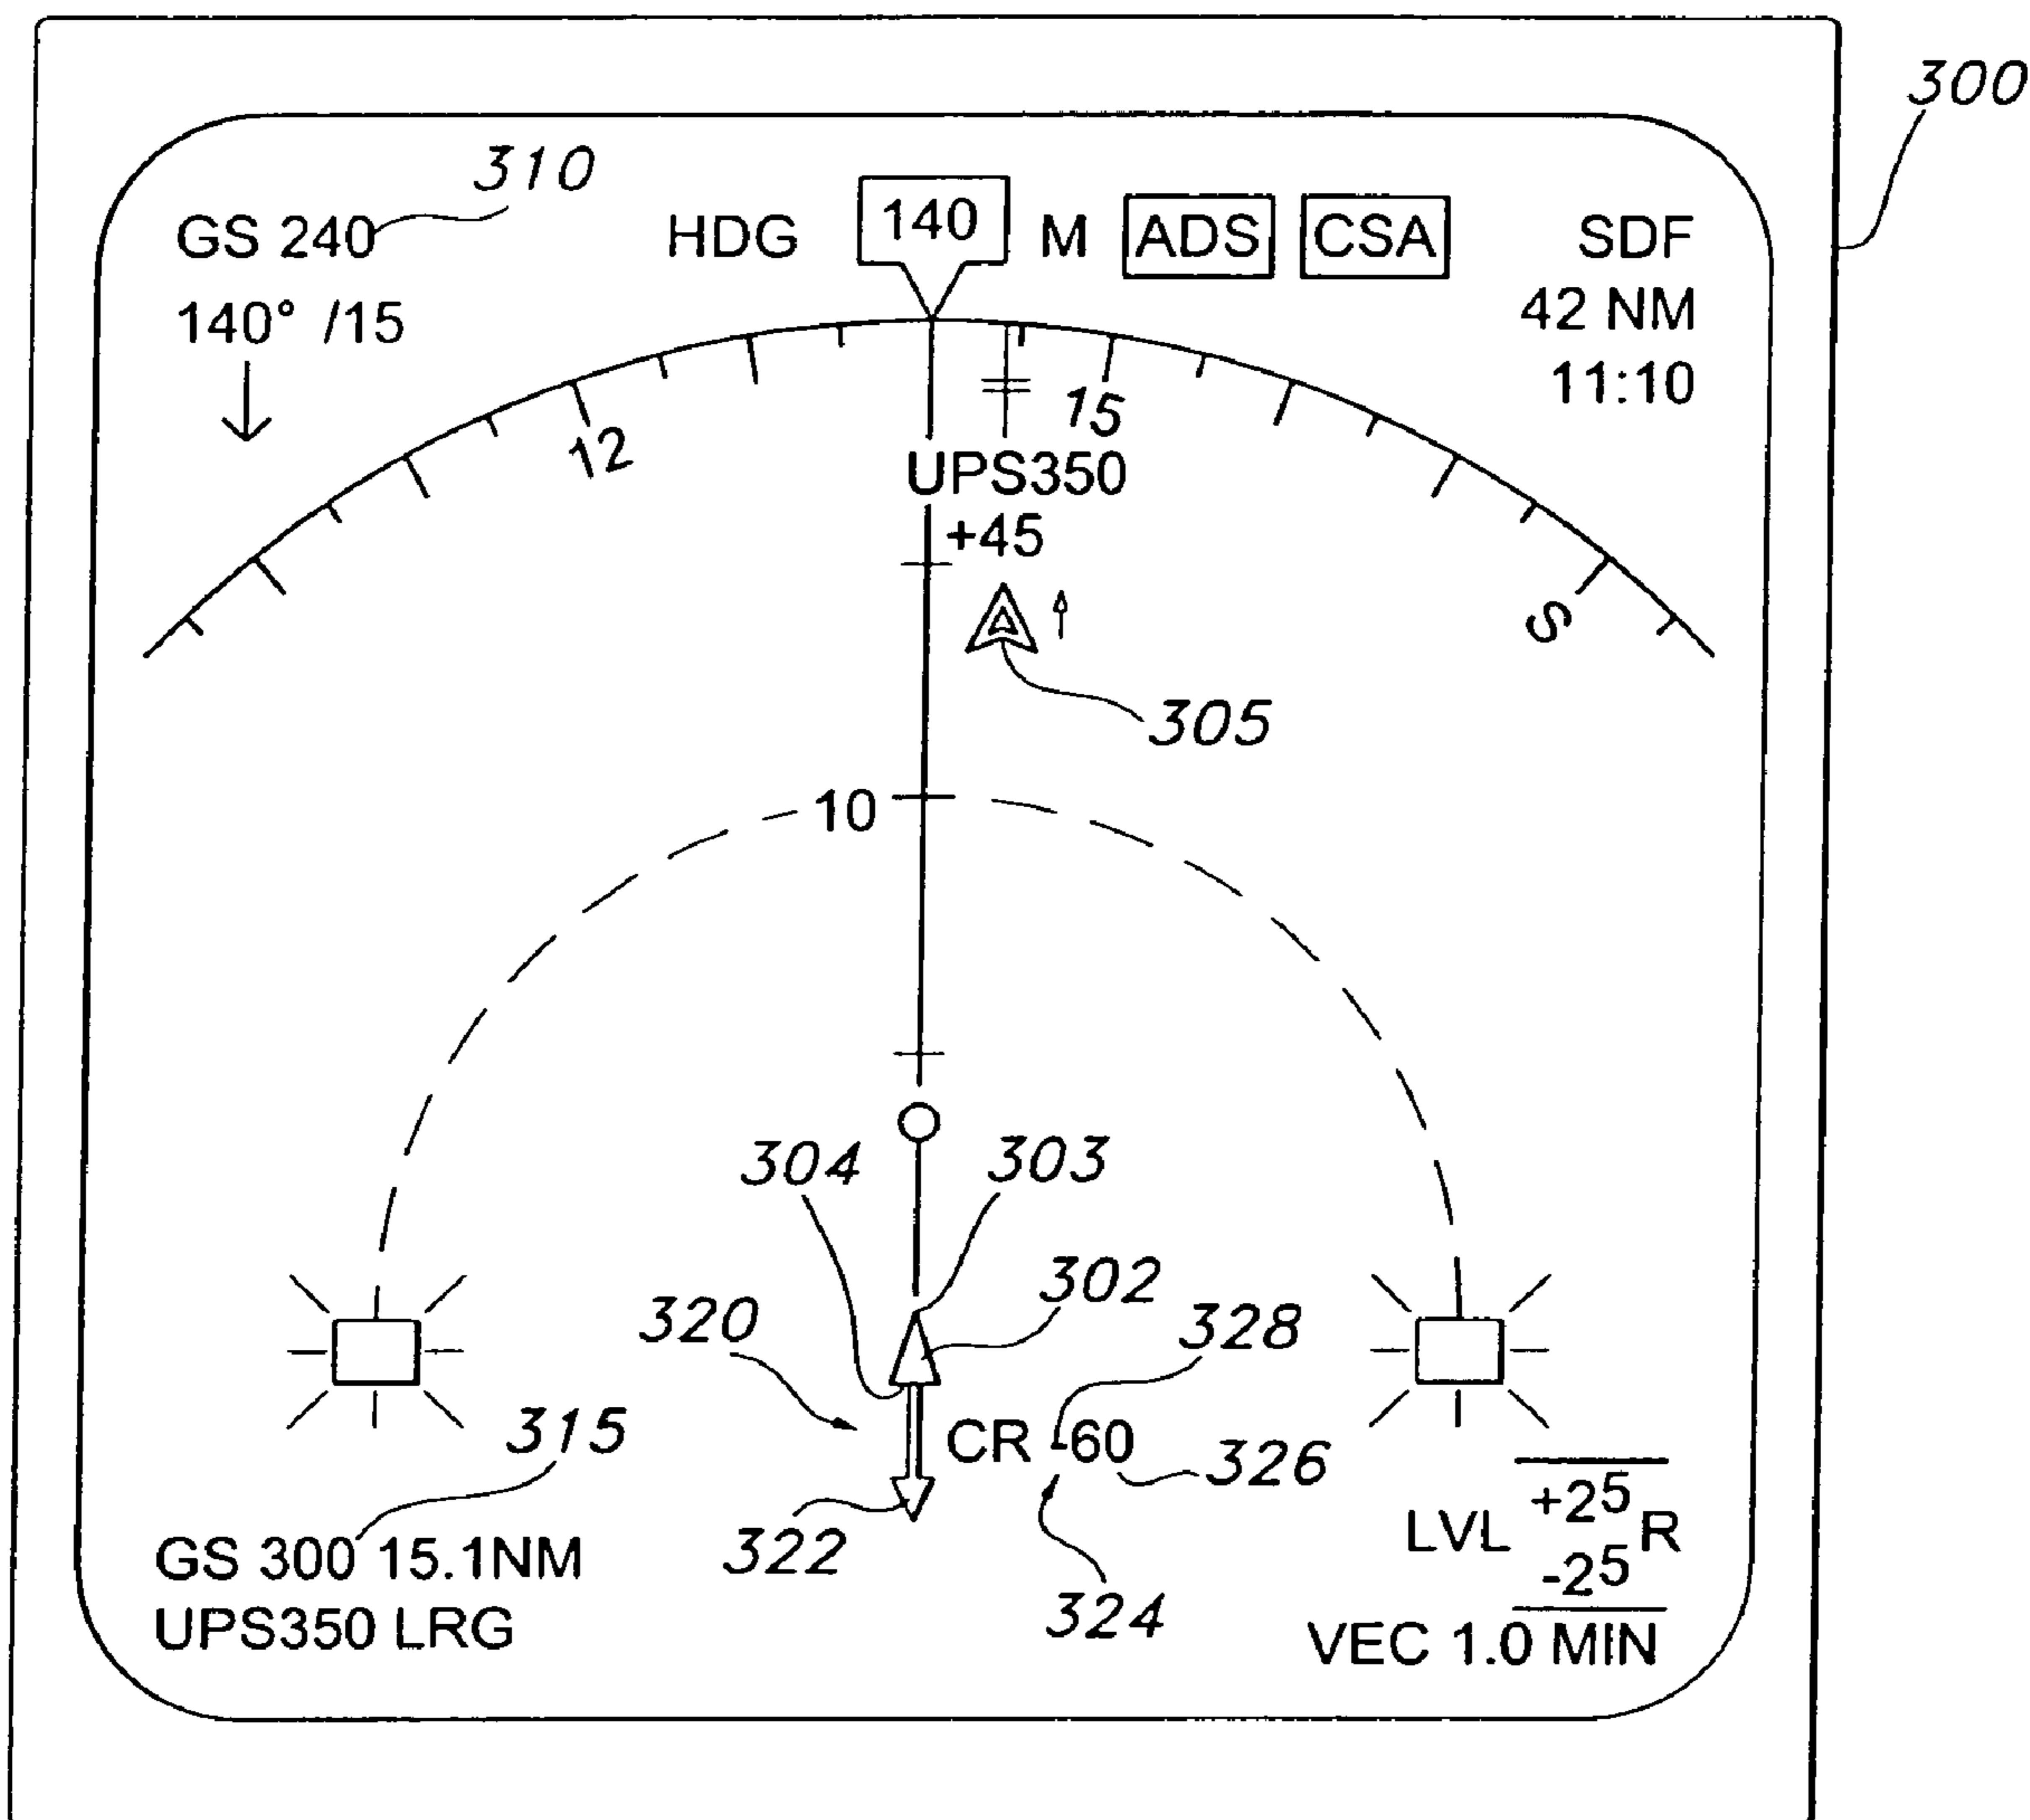 300
310
GS 240 HDG 140 M ADS CSA SDF
140° /15 42 NM
11:10
12 15
UPS350
+45
S
305
10
304 303
302
320 328
315 CR -60 326
322 324
GS 300 15.1NM
UPS350 LRG
LVL +25 R
-25
VEC 1.0 MIN